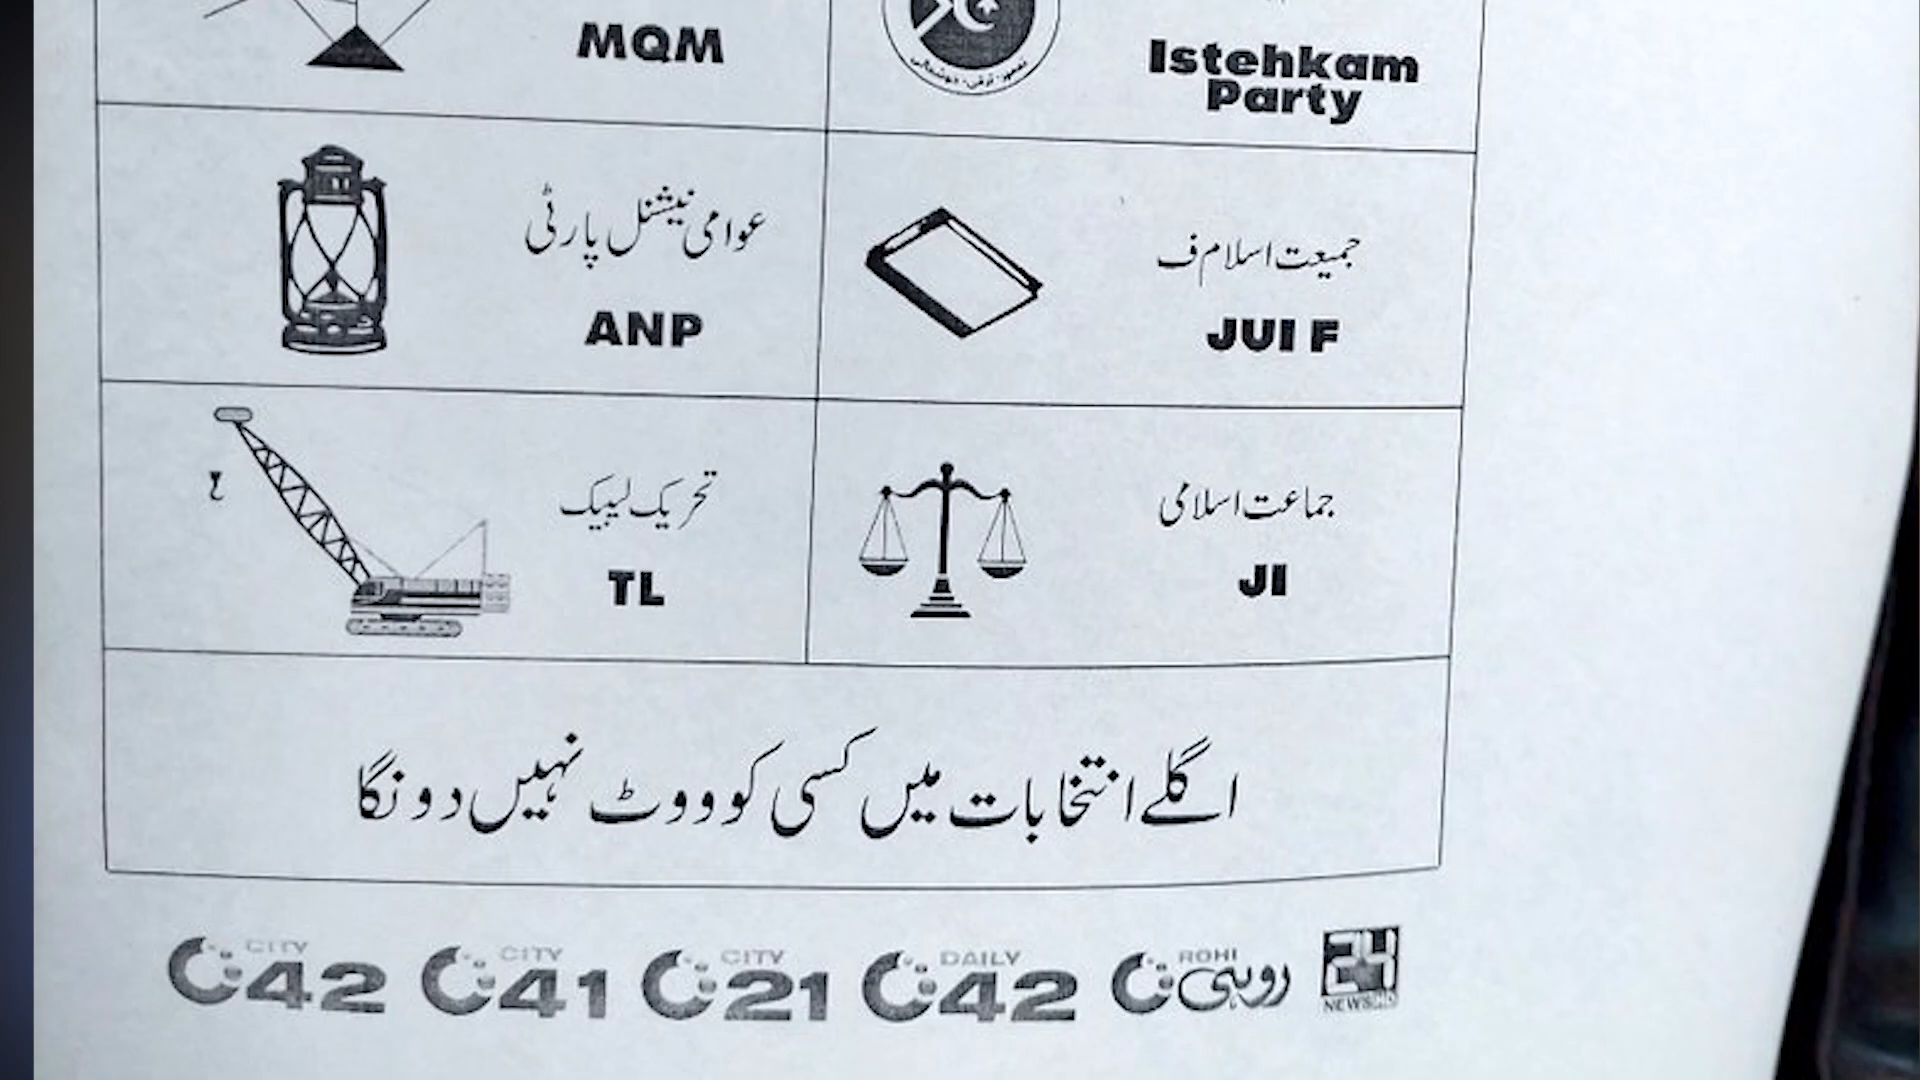 MQM
Istehkam
Party
عوامی نیشنل پارٹی
ANP
جمیعت اسلام ف
JUI F
تحریک لبیک
TL
جماعت اسلامی
JI
اگلے انتخابات میں کسی کو ووٹ نہیں دونگا
CITY 42
CITY 41
CITY 21
DAILY 42
ROHI روہی
24 NEWS HD